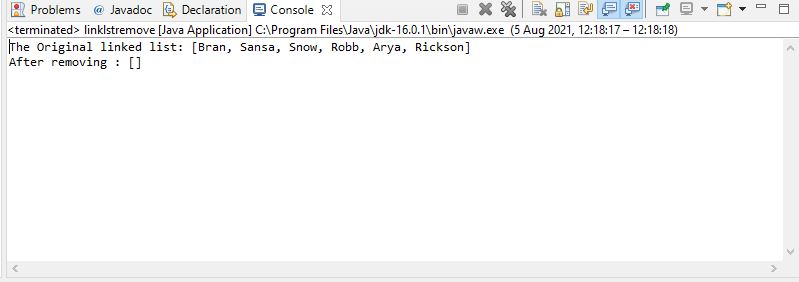 Problems @ Javadoc Declaration Console
<terminated> linklstremove [Java Application] C:\Program Files\Java\jdk-16.0.1\bin\javaw.exe (5 Aug 2021, 12:18:17 – 12:18:18)
The Original linked list: [Bran, Sansa, Snow, Robb, Arya, Rickson]
After removing : []